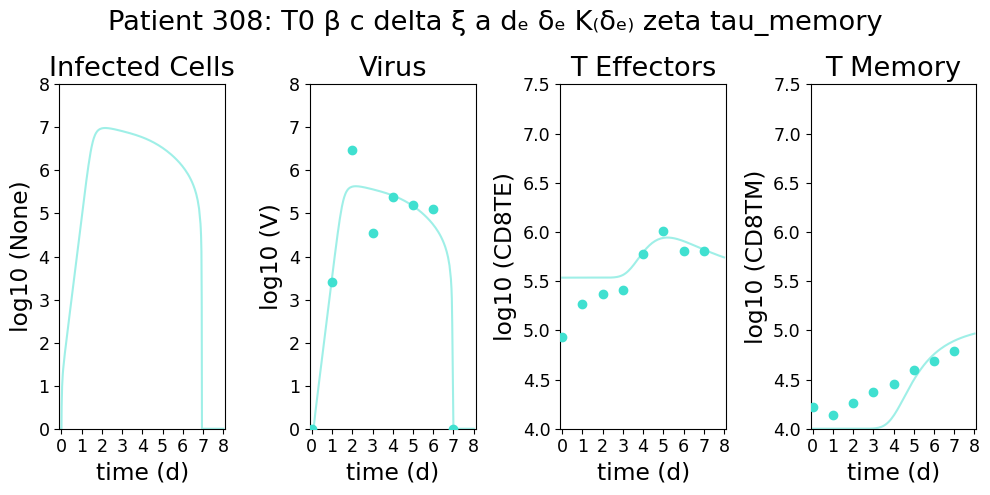 Patient 308: T0 β c delta ξ a dₑ δₑ K₍δₑ₎ zeta tau_memory
Infected Cells
log10 (None)
8
7
6
5
4
3
2
1
0
0 1 2 3 4 5 6 7 8
time (d)
Virus
log10 (V)
8
7
6
5
4
3
2
1
0
0 1 2 3 4 5 6 7 8
time (d)
T Effectors
log10 (CD8TE)
7.5
7.0
6.5
6.0
5.5
5.0
4.5
4.0
0 1 2 3 4 5 6 7 8
time (d)
T Memory
log10 (CD8TM)
7.5
7.0
6.5
6.0
5.5
5.0
4.5
4.0
0 1 2 3 4 5 6 7 8
time (d)